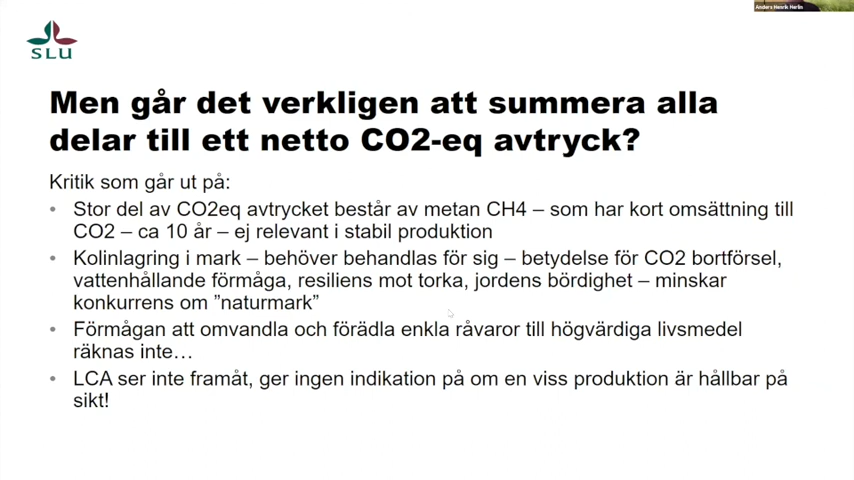 Anders Henrik Herlin
SLU
Men går det verkligen att summera alla
delar till ett netto CO2-eq avtryck?
Kritik som går ut på:
• Stor del av CO2eq avtrycket består av metan CH4 – som har kort omsättning till
CO2 – ca 10 år – ej relevant i stabil produktion
• Kolinlagring i mark – behöver behandlas för sig – betydelse för CO2 bortförsel,
vattenhållande förmåga, resiliens mot torka, jordens bördighet – minskar
konkurrens om ”naturmark”
• Förmågan att omvandla och förädla enkla råvaror till högvärdiga livsmedel
räknas inte…
• LCA ser inte framåt, ger ingen indikation på om en viss produktion är hållbar på
sikt!